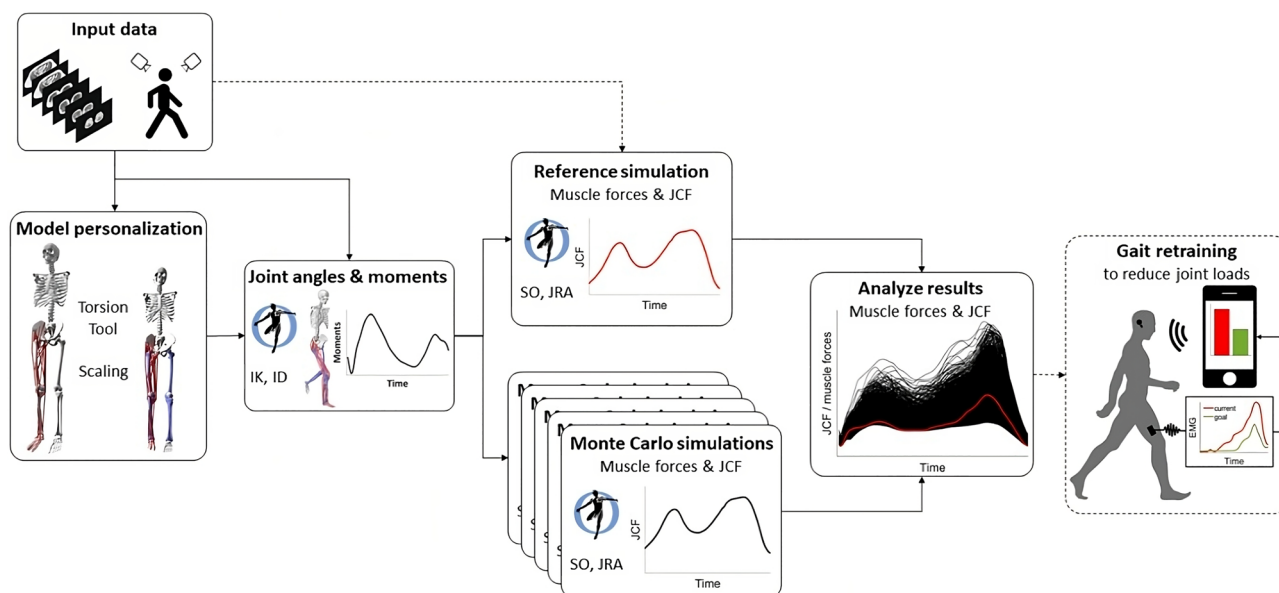 Input data
Model personalization
Torsion
Tool
Scaling
Joint angles & moments
Moments
Time
IK, ID
Reference simulation
Muscle forces & JCF
JCF
Time
SO, JRA
Monte Carlo simulations
Muscle forces & JCF
JCF
Time
SO, JRA
Analyze results
Muscle forces & JCF
JCF / muscle forces
Time
Gait retraining
to reduce joint loads
current
goal
EMG
Time